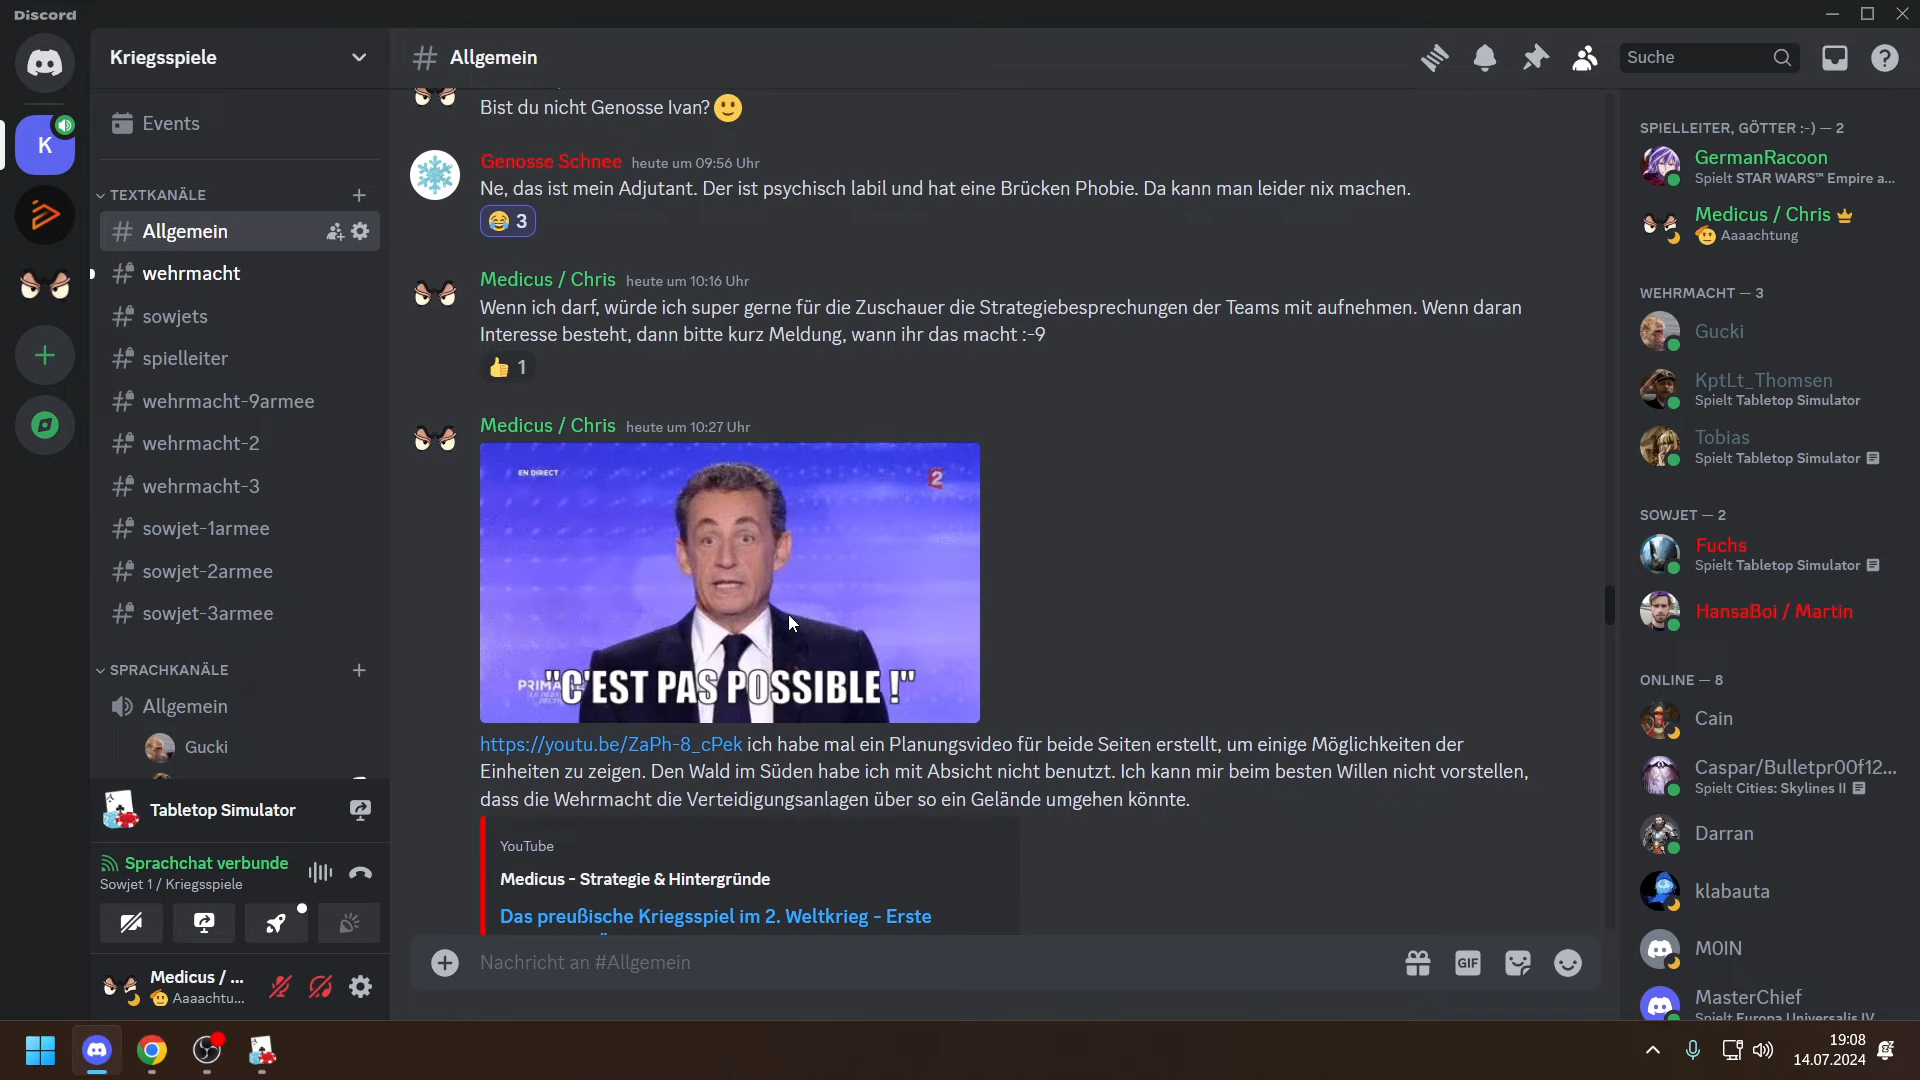 Discord
Kriegsspiele
Allgemein
Suche
Events
TEXTKANÄLE
Allgemein
wehrmacht
sowjets
spielleiter
wehrmacht-9armee
wehrmacht-2
wehrmacht-3
sowjet-1armee
sowjet-2armee
sowjet-3armee
SPRACHKANÄLE
Allgemein
Gucki
Tabletop Simulator
Sprachchat verbunde
Sowjet 1 / Kriegsspiele
Medicus / ...
Aaaachtu...
K
Bist du nicht Genosse Ivan?
Genosse Schnee heute um 09:56 Uhr
Ne, das ist mein Adjutant. Der ist psychisch labil und hat eine Brücken Phobie. Da kann man leider nix machen.
3
Medicus / Chris heute um 10:16 Uhr
Wenn ich darf, würde ich super gerne für die Zuschauer die Strategiebesprechungen der Teams mit aufnehmen. Wenn daran
Interesse besteht, dann bitte kurz Meldung, wann ihr das macht :-9
1
Medicus / Chris heute um 10:27 Uhr
EN DIRECT
2
"C'EST PAS POSSIBLE !"
https://youtu.be/ZaPh-8_cPek ich habe mal ein Planungsvideo für beide Seiten erstellt, um einige Möglichkeiten der
Einheiten zu zeigen. Den Wald im Süden habe ich mit Absicht nicht benutzt. Ich kann mir beim besten Willen nicht vorstellen,
dass die Wehrmacht die Verteidigungsanlagen über so ein Gelände umgehen könnte.
YouTube
Medicus - Strategie & Hintergründe
Das preußische Kriegsspiel im 2. Weltkrieg - Erste
Nachricht an #Allgemein
GIF
SPIELLEITER, GÖTTER :-) — 2
GermanRacoon
Spielt STAR WARS™ Empire a...
Medicus / Chris
Aaaachtung
WEHRMACHT — 3
Gucki
KptLt_Thomsen
Spielt Tabletop Simulator
Tobias
Spielt Tabletop Simulator
SOWJET — 2
Fuchs
Spielt Tabletop Simulator
HansaBoi / Martin
ONLINE — 8
Cain
Caspar/Bulletpr00f12...
Spielt Cities: Skylines II
Darran
klabauta
M0IN
MasterChief
Spielt Europa Universalis IV
19:08
14.07.2024